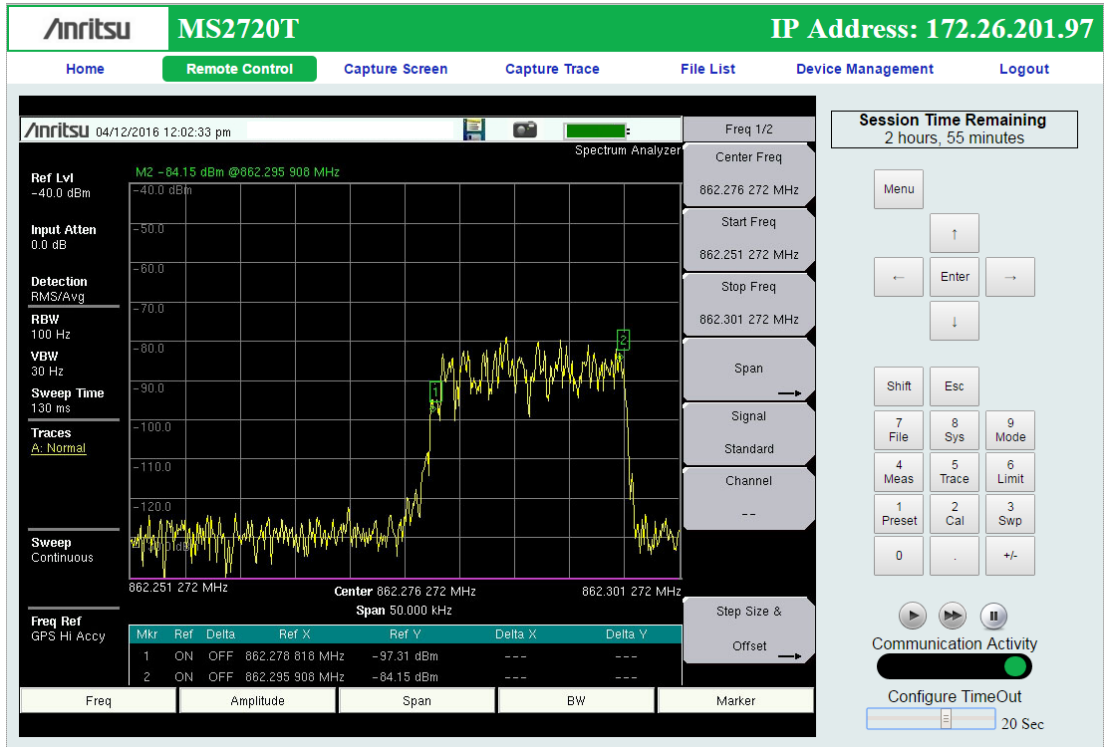 Anritsu MS2720T IP Address: 172.26.201.97
Home Remote Control Capture Screen Capture Trace File List Device Management Logout
Anritsu 04/12/2016 12:02:33 pm
Spectrum Analyzer
M2 -84.15 dBm @862.295 908 MHz
Ref Lvl
-40.0 dBm
Input Atten
0.0 dB
Detection
RMS/Avg
RBW
100 Hz
VBW
30 Hz
Sweep Time
130 ms
Traces
A: Normal
Sweep
Continuous
Freq Ref
GPS Hi Accy
-40.0 dBm
-50.0
-60.0
-70.0
-80.0
-90.0
-100.0
-110.0
-120.0
1
2
862.251 272 MHz
Center 862.276 272 MHz
862.301 272 MHz
Span 50.000 kHz
Mkr Ref Delta Ref X Ref Y Delta X Delta Y
1 ON OFF 862.278 818 MHz -97.31 dBm --- ---
2 ON OFF 862.295 908 MHz -84.15 dBm --- ---
Freq Amplitude Span BW Marker
Freq 1/2
Center Freq
862.276 272 MHz
Start Freq
862.251 272 MHz
Stop Freq
862.301 272 MHz
Span
Signal
Standard
Channel
--
Step Size &
Offset
Session Time Remaining
2 hours, 55 minutes
Menu
↑
← Enter →
↓
Shift Esc
7 8 9
File Sys Mode
4 5 6
Meas Trace Limit
1 2 3
Preset Cal Swp
0 . +/-
Communication Activity
Configure TimeOut
20 Sec